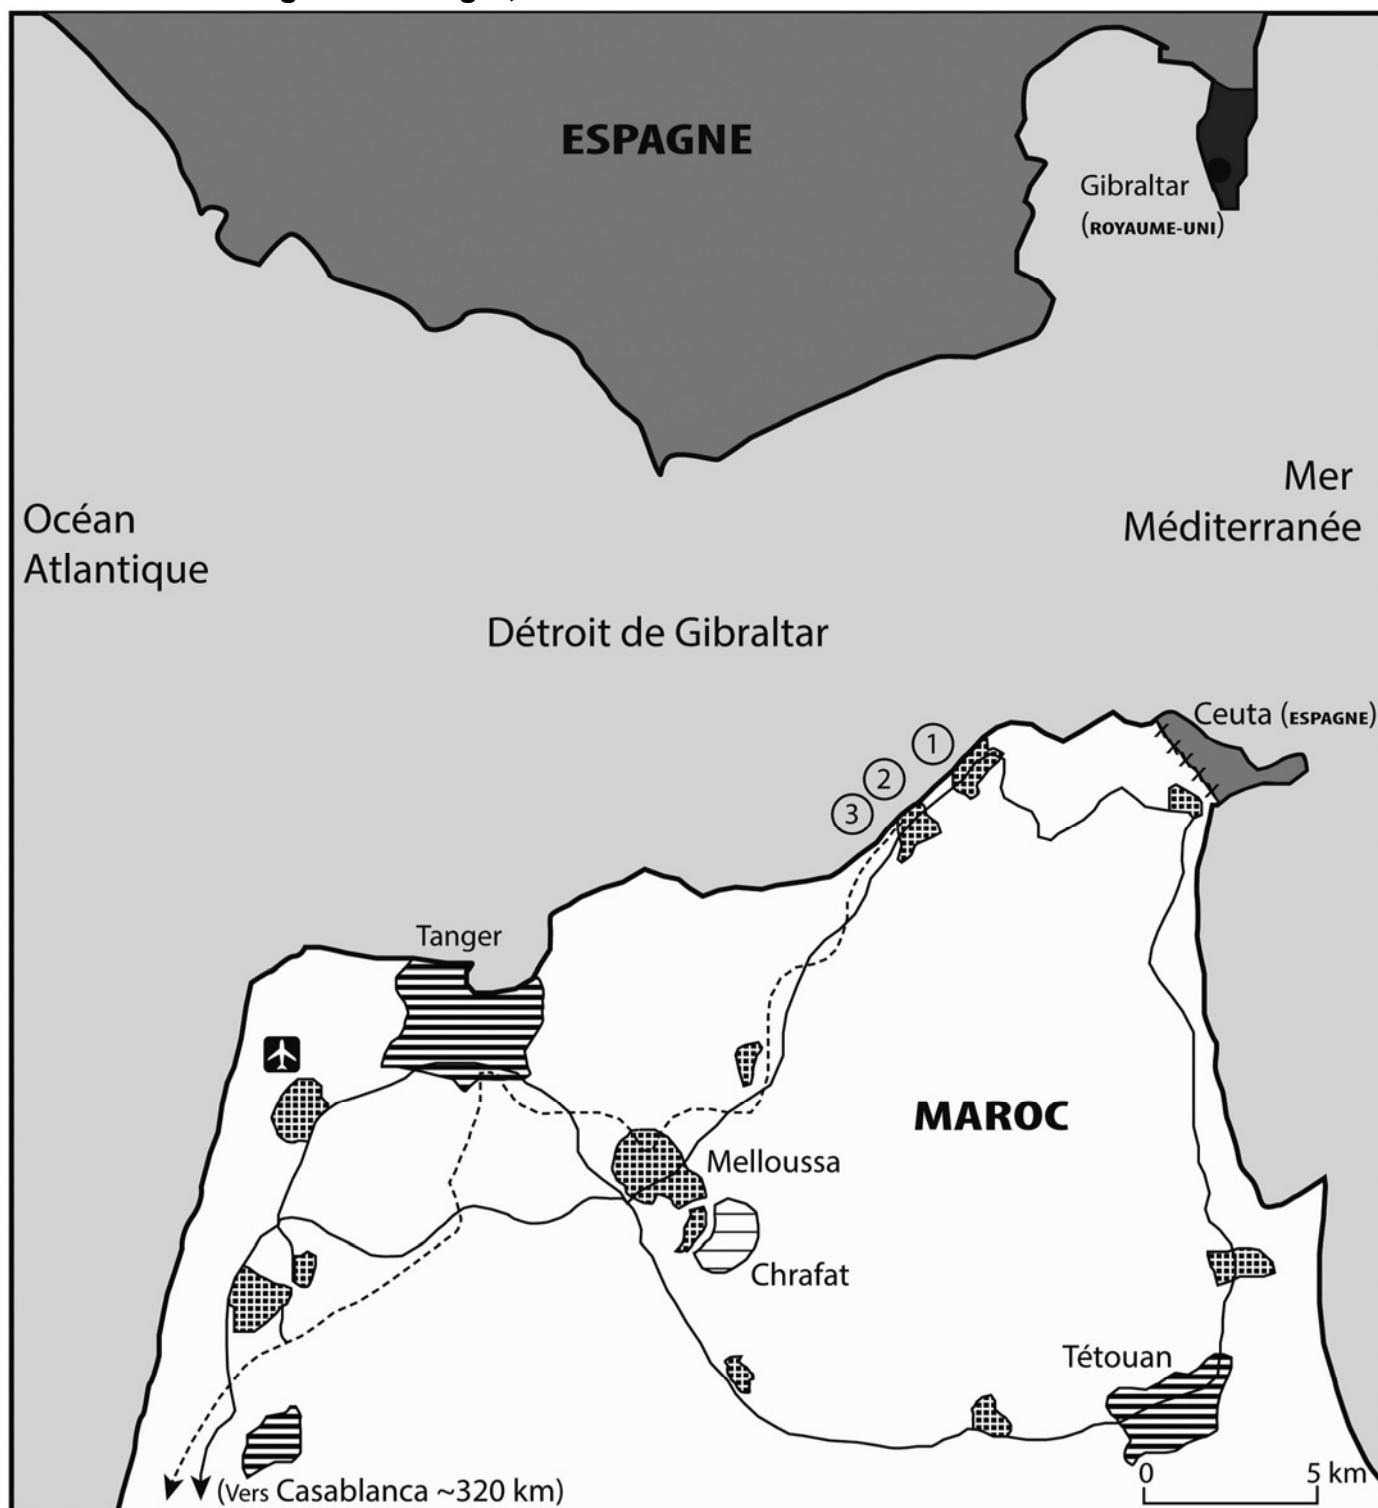 ESPAGNE
Gibraltar
(ROYAUME-UNI)
Mer
Méditerranée
Océan
Atlantique
Détroit de Gibraltar
Ceuta (ESPAGNE)
1
2
3
Tanger
MAROC
Melloussa
Chrafat
Tétouan
0 5 km
(Vers Casablanca ~320 km)